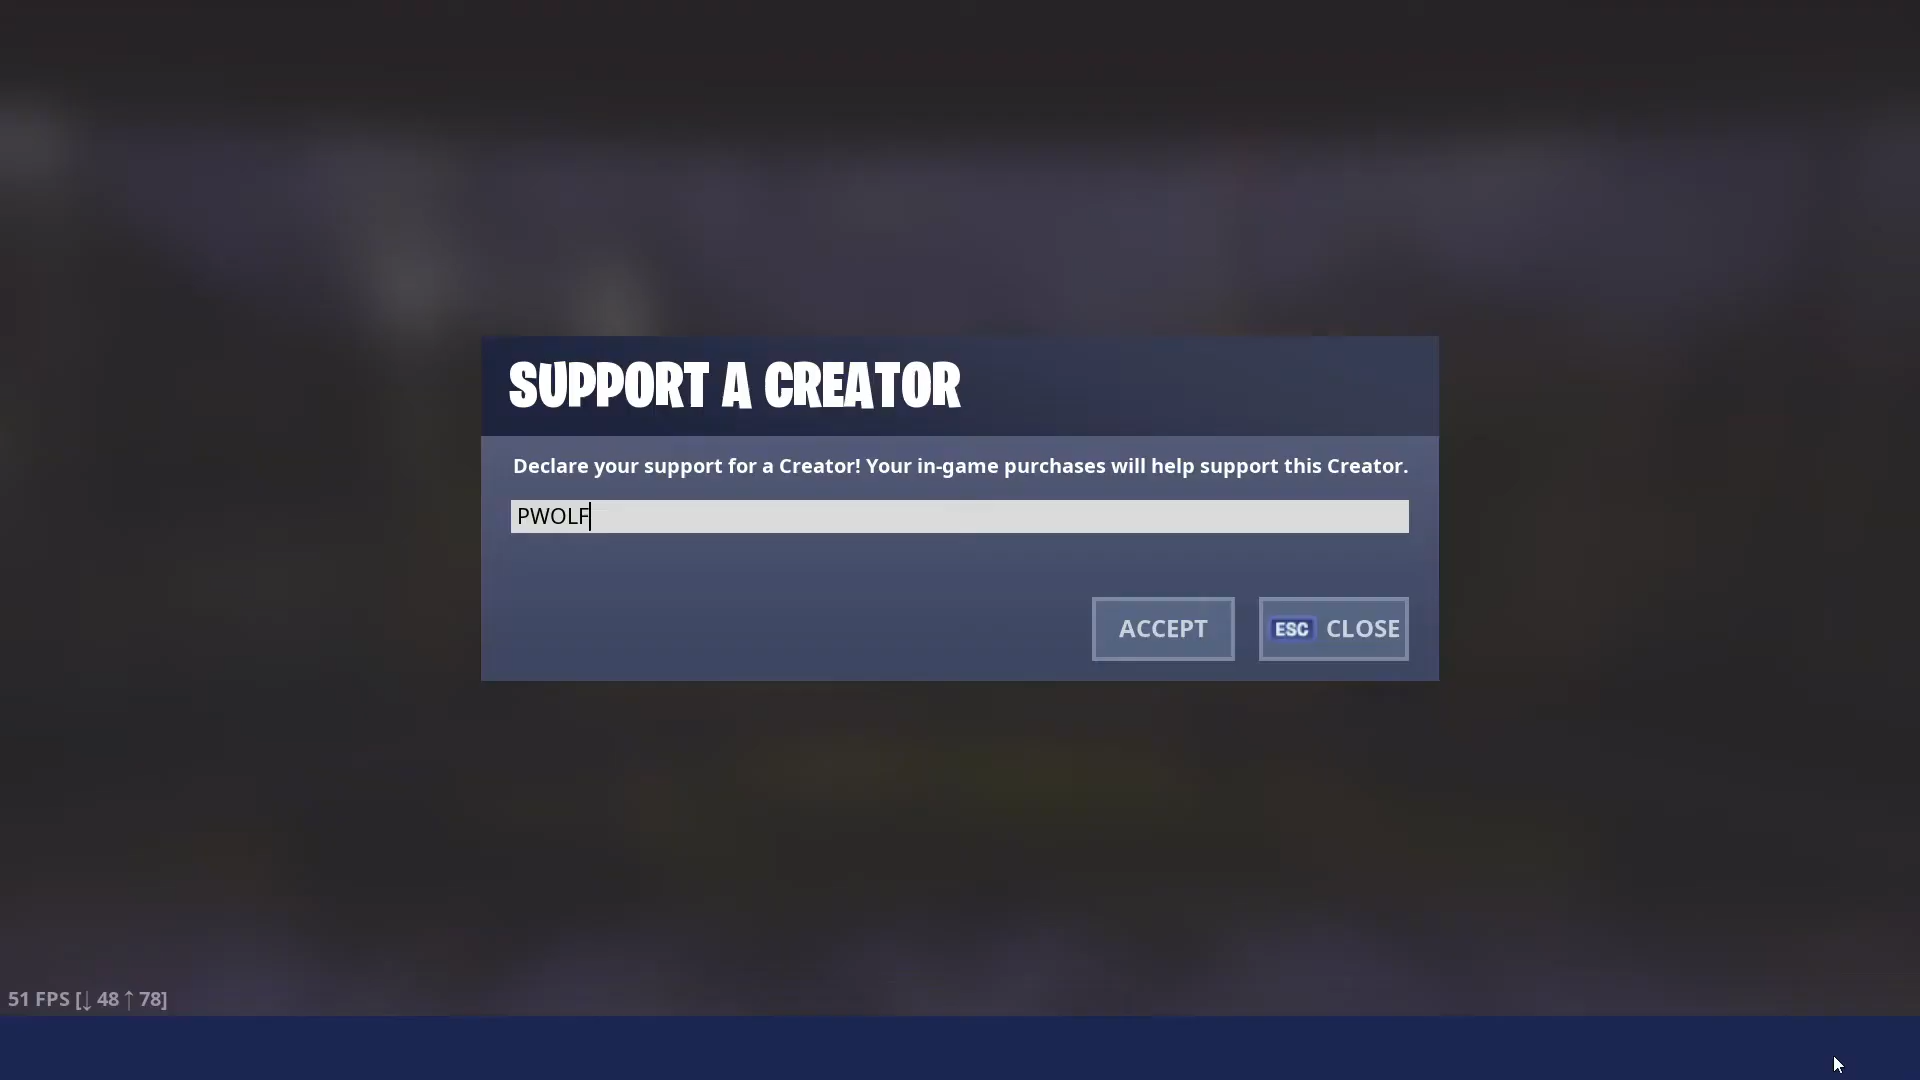 SUPPORT A CREATOR
Declare your support for a Creator! Your in-game purchases will help support this Creator.
PWOLF
ACCEPT
ESC CLOSE
51 FPS [↓ 48 ↑ 78]